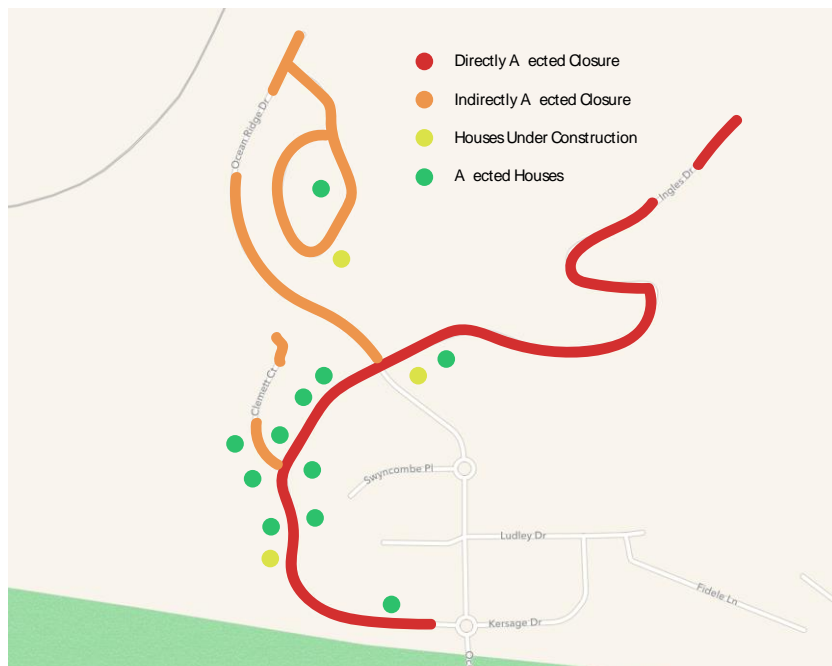 Directly A ected Closure
Indirectly A ected Closure
Houses Under Construction
A ected Houses
Ocean Ridge Dr
Ingles Dr
Clemett Ct
Swyncombe Pl
Ludley Dr
Fidele Ln
Kersage Dr